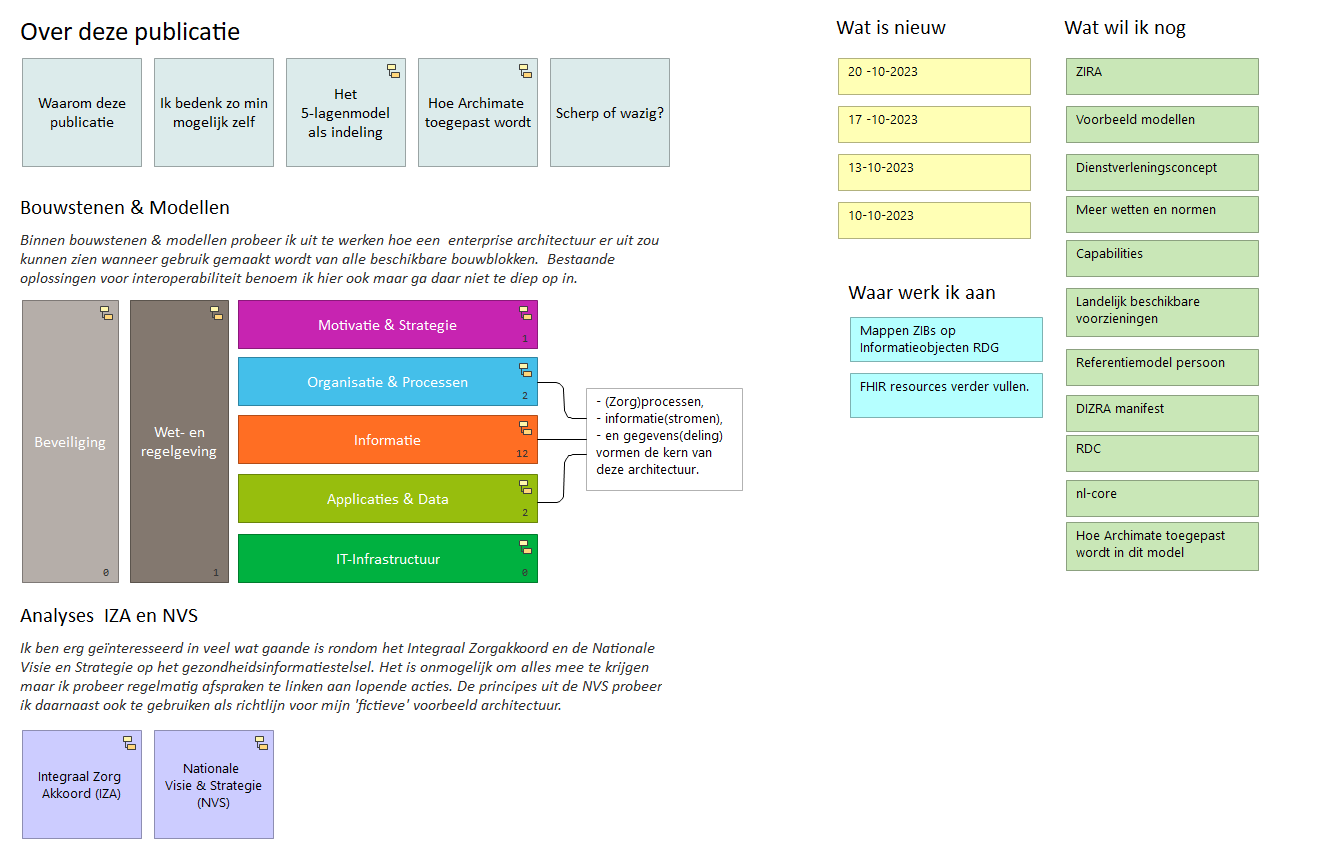 Over deze publicatie
Waarom deze
publicatie
Ik bedenk zo min
mogelijk zelf
Het
5-lagenmodel
als indeling
Hoe Archimate
toegepast wordt
Scherp of wazig?
Bouwstenen & Modellen
Binnen bouwstenen & modellen probeer ik uit te werken hoe een  enterprise architectuur er uit zou
kunnen zien wanneer gebruik gemaakt wordt van alle beschikbare bouwblokken.  Bestaande
oplossingen voor interoperabiliteit benoem ik hier ook maar ga daar niet te diep op in.
Beveiliging
0
Wet- en
regelgeving
1
Motivatie & Strategie
1
Organisatie & Processen
2
Informatie
12
Applicaties & Data
2
IT-Infrastructuur
0
- (Zorg)processen,
- informatie(stromen),
- en gegevens(deling)
vormen de kern van
deze architectuur.
Analyses  IZA en NVS
Ik ben erg geïnteresseerd in veel wat gaande is rondom het Integraal Zorgakkoord en de Nationale
Visie en Strategie op het gezondheidsinformatiestelsel. Het is onmogelijk om alles mee te krijgen
maar ik probeer regelmatig afspraken te linken aan lopende acties. De principes uit de NVS probeer
ik daarnaast ook te gebruiken als richtlijn voor mijn 'fictieve' voorbeeld architectuur.
Integraal Zorg
Akkoord (IZA)
Nationale
Visie & Strategie
(NVS)
Wat is nieuw
20 -10-2023
17 -10-2023
13-10-2023
10-10-2023
Waar werk ik aan
Mappen ZIBs op
Informatieobjecten RDG
FHIR resources verder vullen.
Wat wil ik nog
ZIRA
Voorbeeld modellen
Dienstverleningsconcept
Meer wetten en normen
Capabilities
Landelijk beschikbare
voorzieningen
Referentiemodel persoon
DIZRA manifest
RDC
nl-core
Hoe Archimate toegepast
wordt in dit model